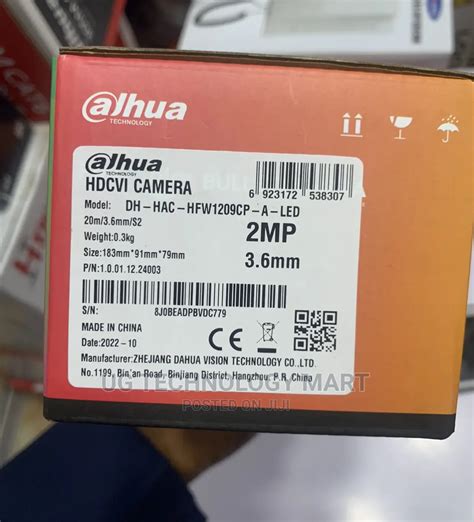 alhua
TECHNOLOGY
alhua
TECHNOLOGY
HDCVI CAMERA
6 923172 538307
Model: DH-HAC-HFW1209CP-A-LED
20m/3.6mm/S2
2MP
Weight:0.3kg
Size:183mm*91mm*79mm
3.6mm
P/N:1.0.01.12.24003
S/N: 8J0BEADPBVDC779
MADE IN CHINA
CE
Date:2022-10
Manufacturer:ZHEJIANG DAHUA VISION TECHNOLOGY CO.,LTD.
No.1199, Bin'an Road, Binjiang District, Hangzhou, P.R. China
UG TECHNOLOGY MART
POSTED ON JIJI